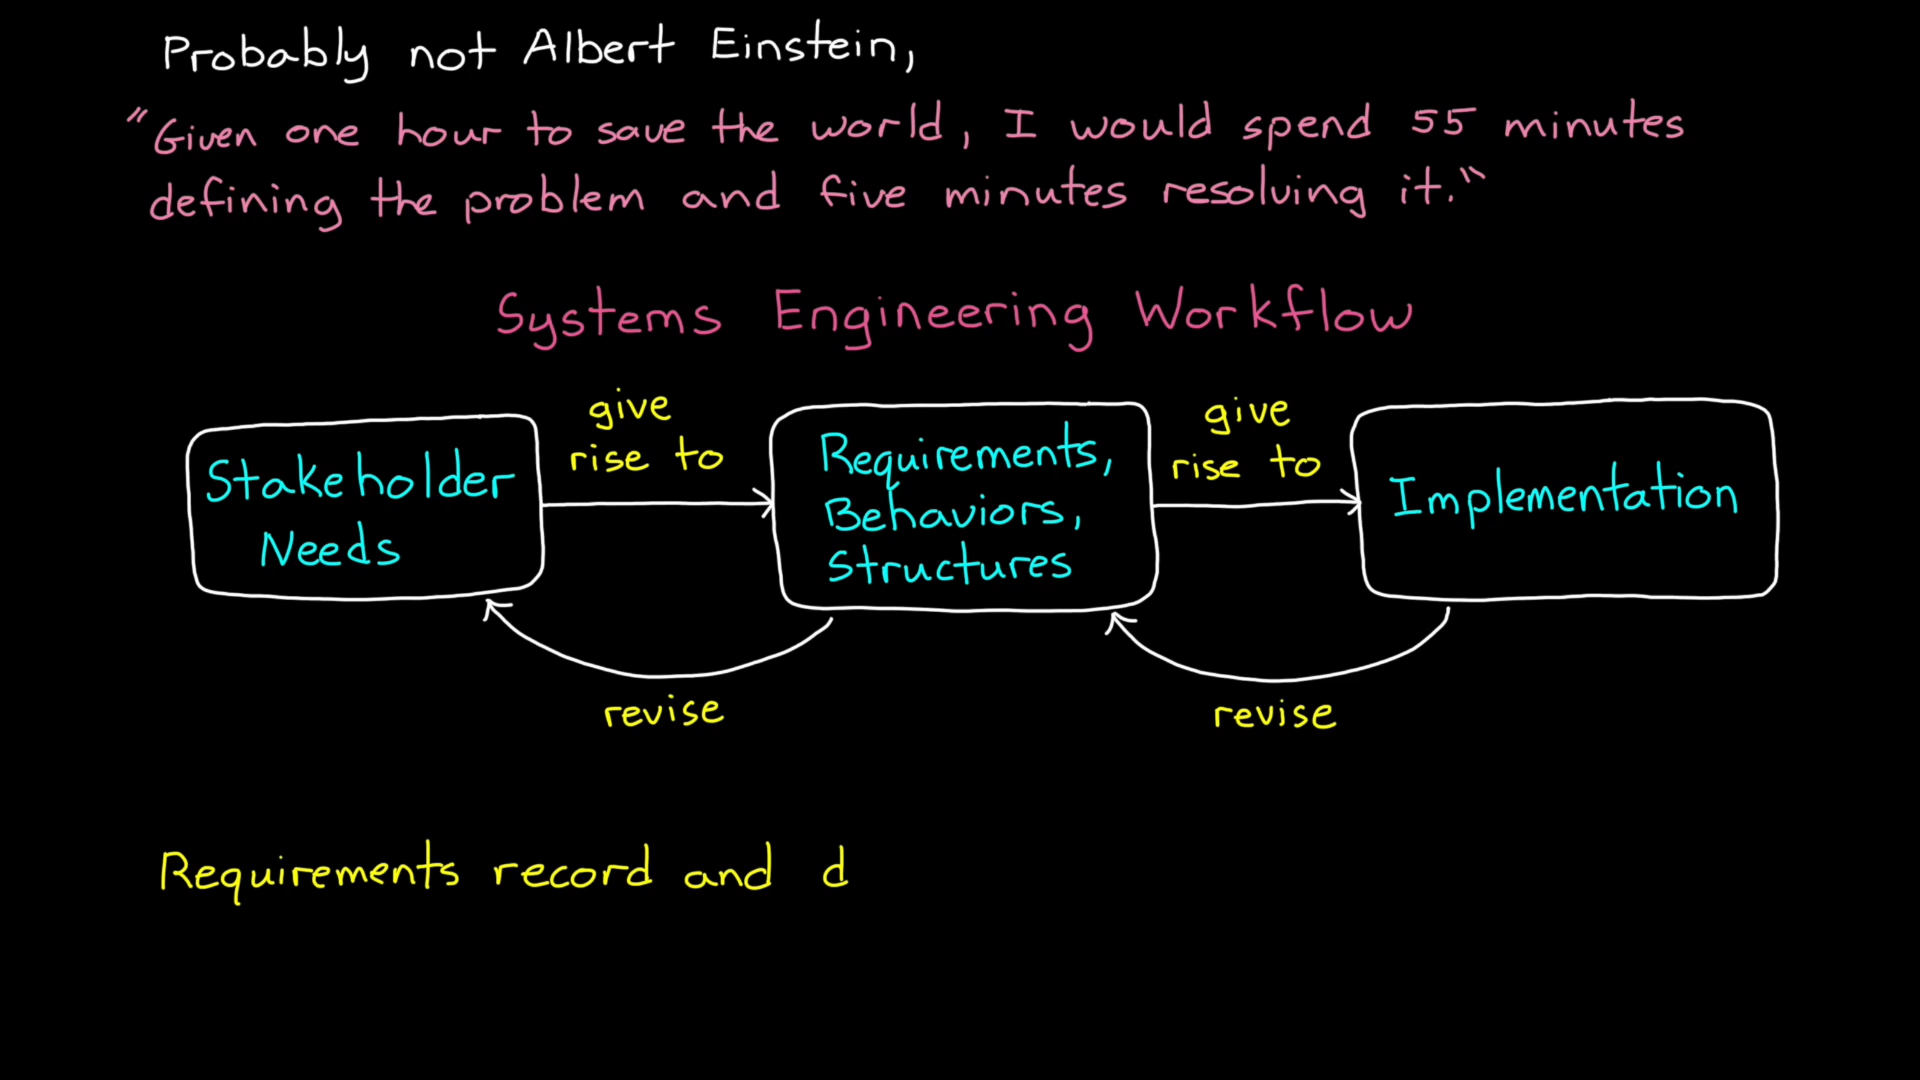 Probably not Albert Einstein,
"Given one hour to save the world, I would spend 55 minutes
defining the problem and five minutes resolving it."
Systems Engineering Workflow
give
rise to
give
rise to
Stakeholder
Needs
Requirements,
Behaviors,
Structures
Implementation
revise
revise
Requirements record and d